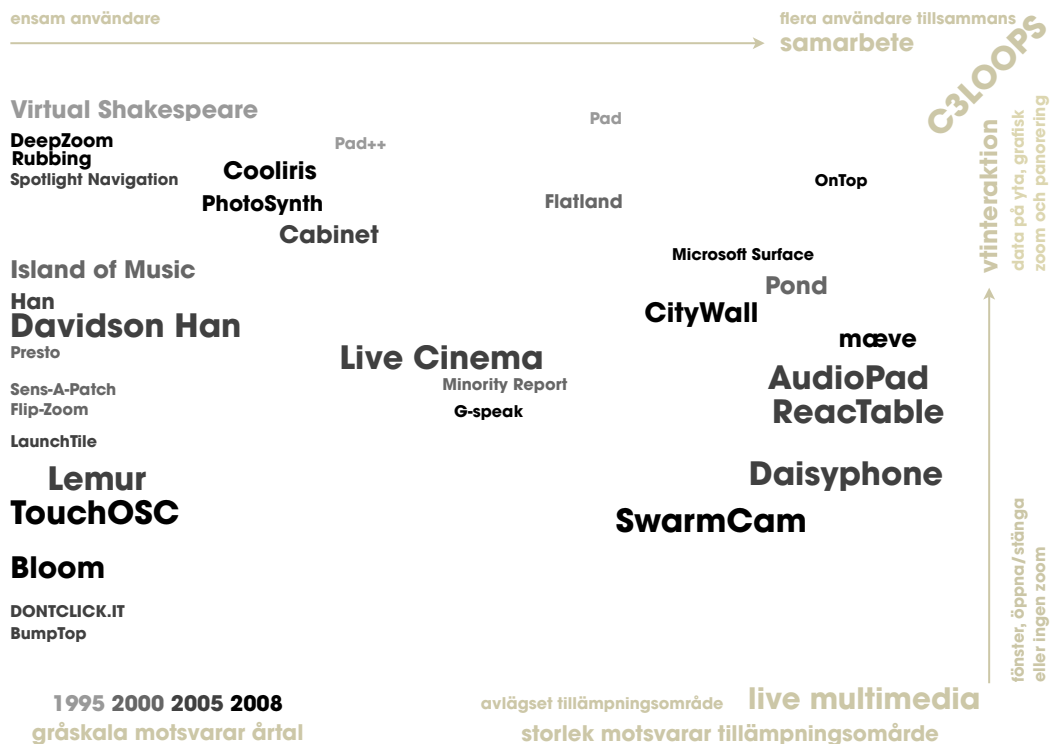 ensam användare
flera användare tillsammans
samarbete
C3LOOPS
vtinteraktion
data på yta, grafisk
zoom och panorering
Virtual Shakespeare
Pad
DeepZoom
Pad++
Rubbing
Cooliris
Spotlight Navigation
OnTop
PhotoSynth
Flatland
Cabinet
Microsoft Surface
Island of Music
Pond
Han
CityWall
Davidson Han
mæve
Presto
Live Cinema
AudioPad
Minority Report
Sens-A-Patch
Flip-Zoom
G-speak
ReacTable
LaunchTile
Lemur
Daisyphone
TouchOSC
SwarmCam
Bloom
DONTCLICK.IT
BumpTop
fönster, öppna/stänga
eller ingen zoom
1995 2000 2005 2008
gråskala motsvarar årtal
avlägset tillämpningsområde live multimedia
storlek motsvarar tillämpningsomårde